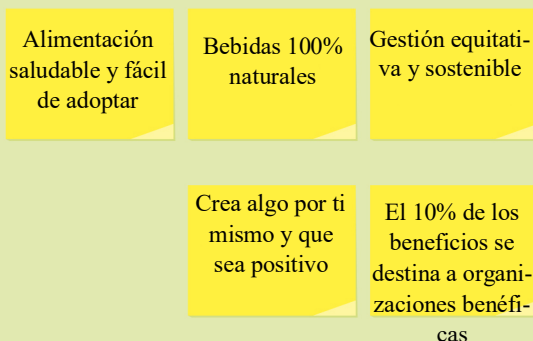 Alimentación
saludable y fácil
de adoptar
Bebidas 100%
naturales
Gestión equitati-
va y sostenible
Crea algo por ti
mismo y que
sea positivo
El 10% de los
beneficios se
destina a organi-
zaciones benéfi-
cas